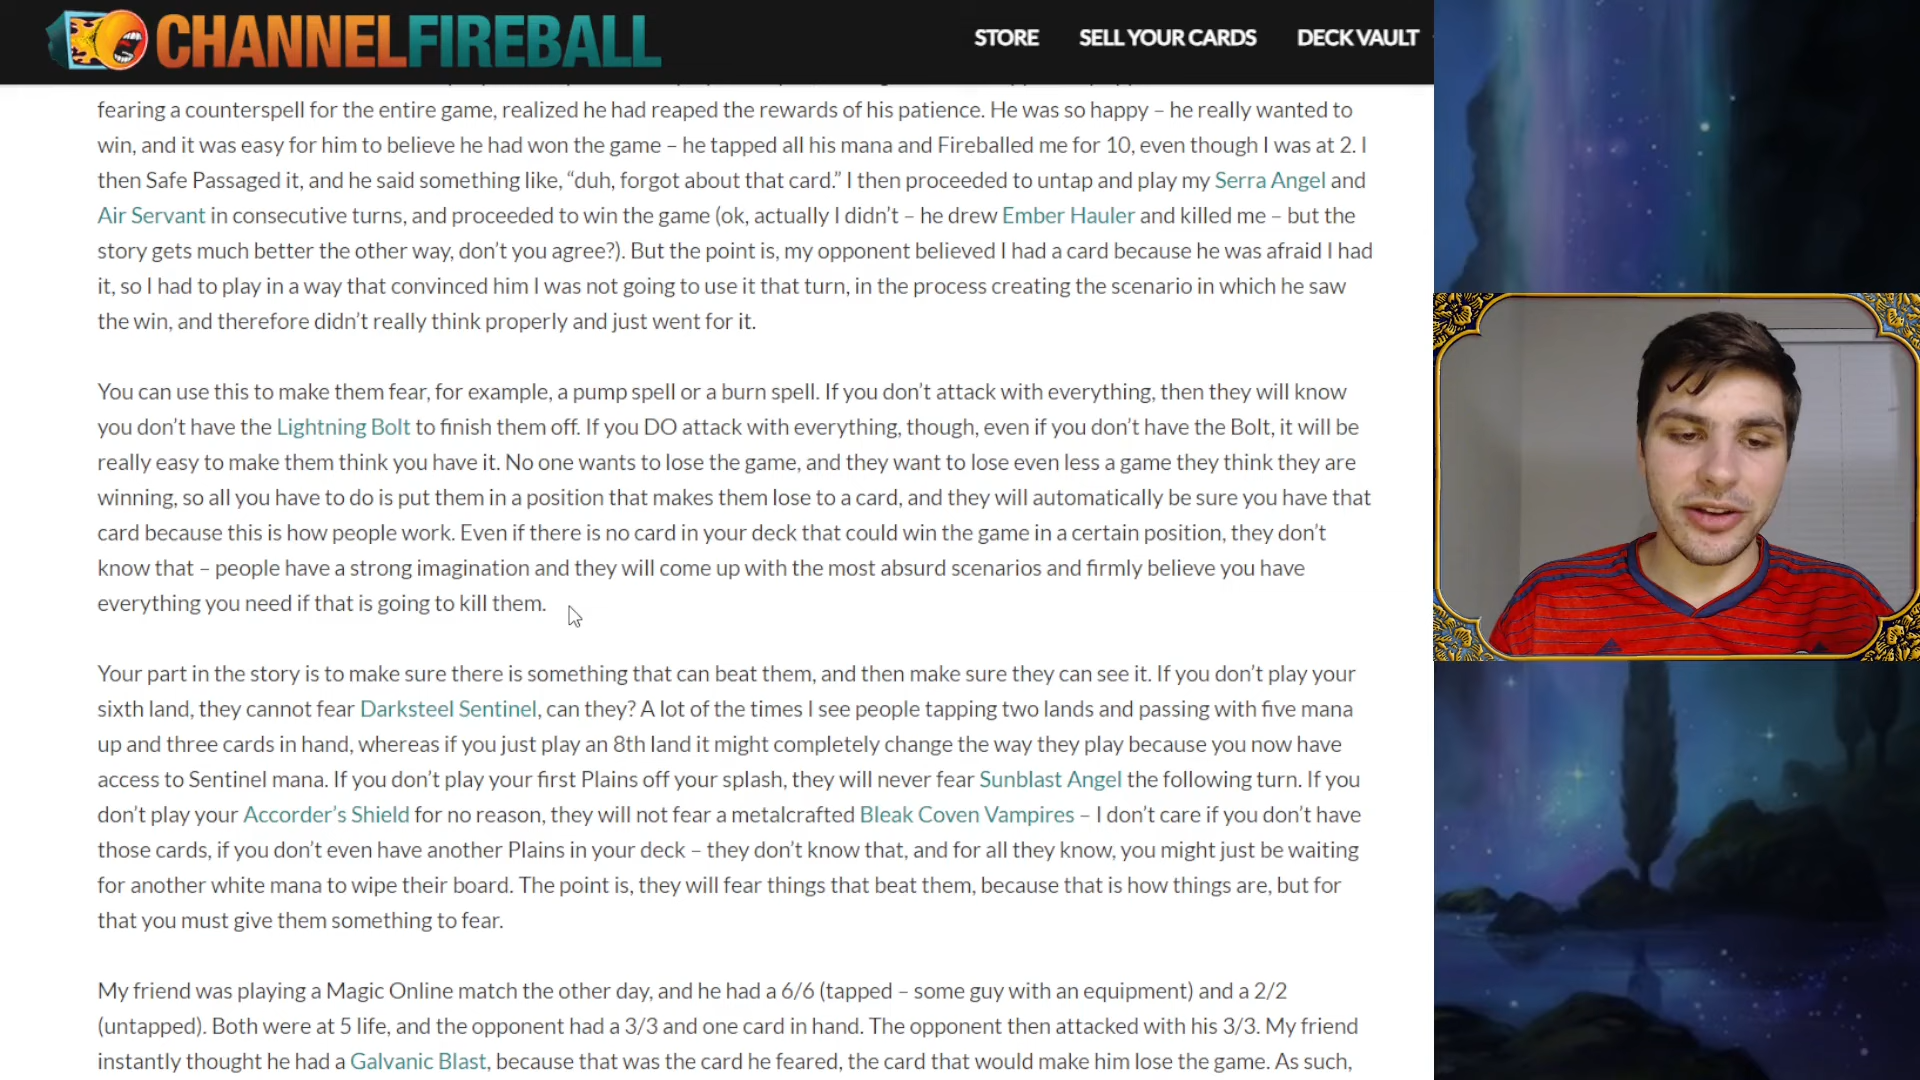 CHANNELFIREBALL
STORE SELL YOUR CARDS DECK VAULT
fearing a counterspell for the entire game, realized he had reaped the rewards of his patience. He was so happy – he really wanted to
win, and it was easy for him to believe he had won the game – he tapped all his mana and Fireballed me for 10, even though I was at 2. I
then Safe Passaged it, and he said something like, “duh, forgot about that card.” I then proceeded to untap and play my Serra Angel and
Air Servant in consecutive turns, and proceeded to win the game (ok, actually I didn’t – he drew Ember Hauler and killed me – but the
story gets much better the other way, don’t you agree?). But the point is, my opponent believed I had a card because he was afraid I had
it, so I had to play in a way that convinced him I was not going to use it that turn, in the process creating the scenario in which he saw
the win, and therefore didn’t really think properly and just went for it.
You can use this to make them fear, for example, a pump spell or a burn spell. If you don’t attack with everything, then they will know
you don’t have the Lightning Bolt to finish them off. If you DO attack with everything, though, even if you don’t have the Bolt, it will be
really easy to make them think you have it. No one wants to lose the game, and they want to lose even less a game they think they are
winning, so all you have to do is put them in a position that makes them lose to a card, and they will automatically be sure you have that
card because this is how people work. Even if there is no card in your deck that could win the game in a certain position, they don’t
know that – people have a strong imagination and they will come up with the most absurd scenarios and firmly believe you have
everything you need if that is going to kill them.
Your part in the story is to make sure there is something that can beat them, and then make sure they can see it. If you don’t play your
sixth land, they cannot fear Darksteel Sentinel, can they? A lot of the times I see people tapping two lands and passing with five mana
up and three cards in hand, whereas if you just play an 8th land it might completely change the way they play because you now have
access to Sentinel mana. If you don’t play your first Plains off your splash, they will never fear Sunblast Angel the following turn. If you
don’t play your Accorder’s Shield for no reason, they will not fear a metalcrafted Bleak Coven Vampires – I don’t care if you don’t have
those cards, if you don’t even have another Plains in your deck – they don’t know that, and for all they know, you might just be waiting
for another white mana to wipe their board. The point is, they will fear things that beat them, because that is how things are, but for
that you must give them something to fear.
My friend was playing a Magic Online match the other day, and he had a 6/6 (tapped – some guy with an equipment) and a 2/2
(untapped). Both were at 5 life, and the opponent had a 3/3 and one card in hand. The opponent then attacked with his 3/3. My friend
instantly thought he had a Galvanic Blast, because that was the card he feared, the card that would make him lose the game. As such,